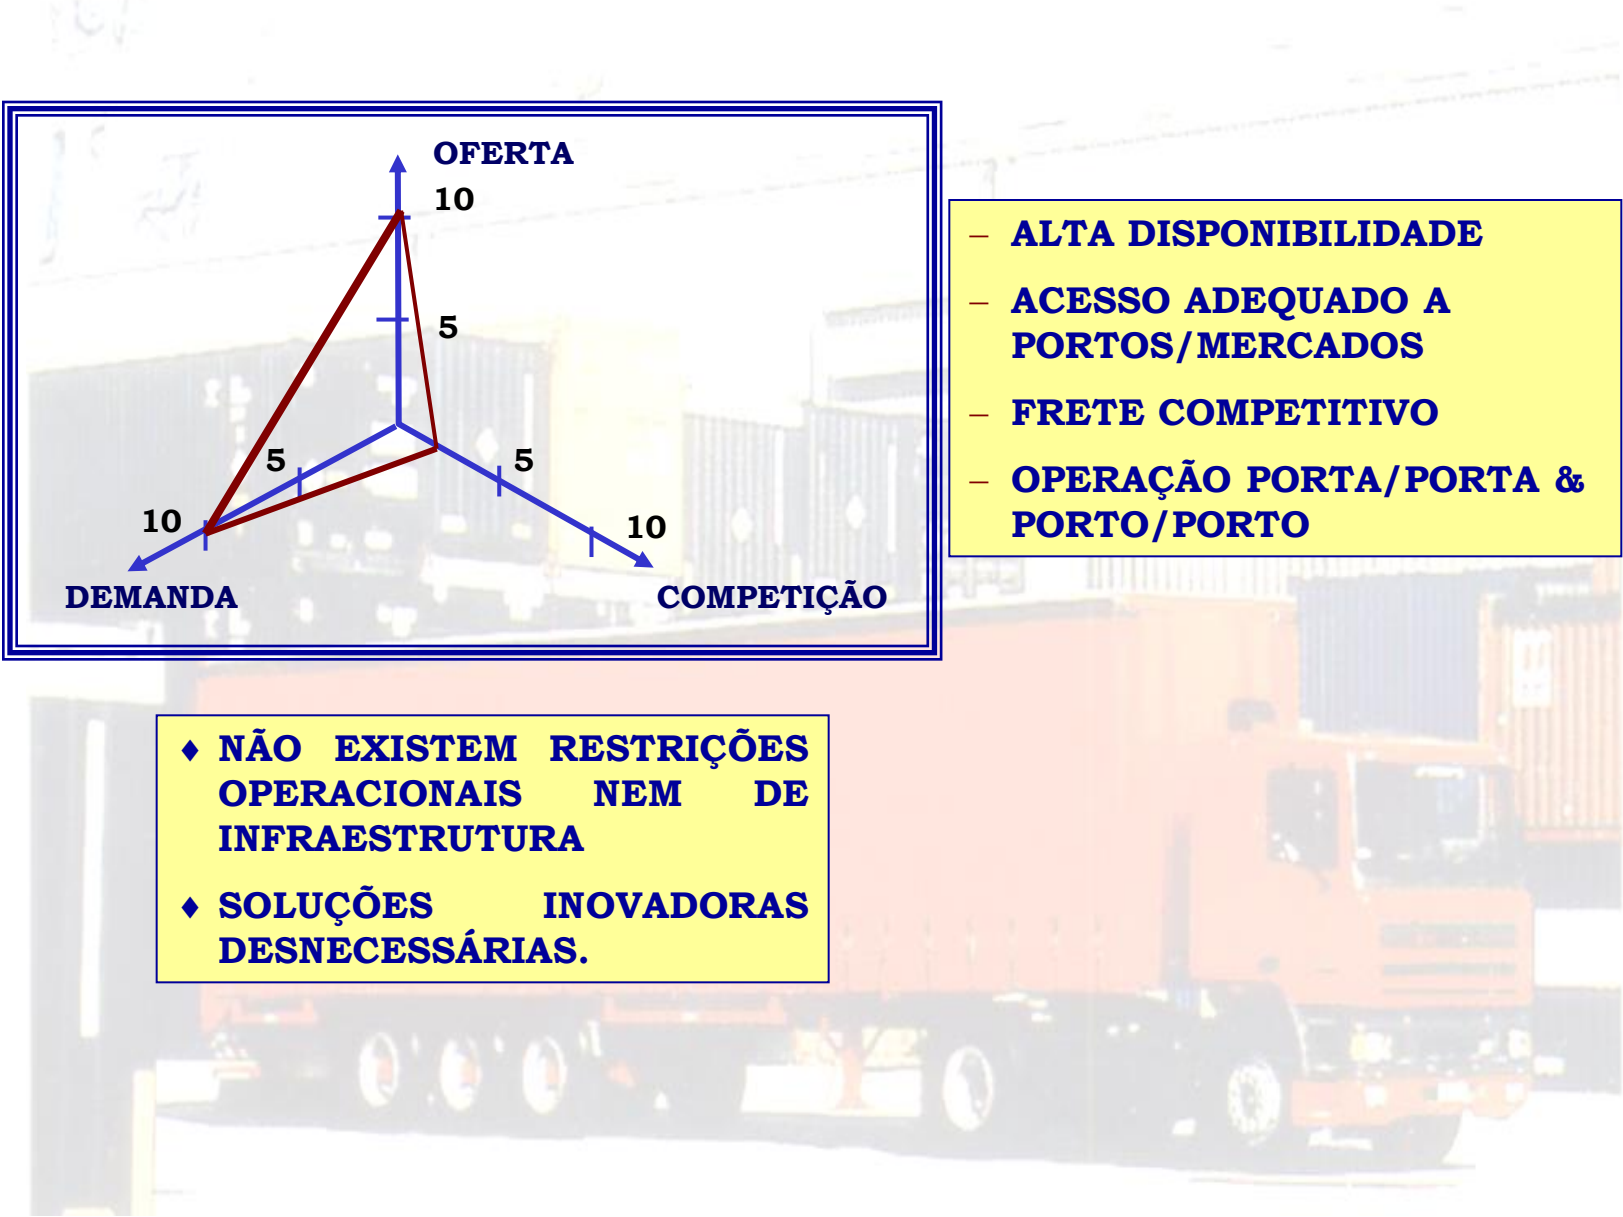 OFERTA
10
5
5
5
10
10
DEMANDA
COMPETIÇÃO
– ALTA DISPONIBILIDADE
– ACESSO ADEQUADO A
PORTOS/MERCADOS
– FRETE COMPETITIVO
– OPERAÇÃO PORTA/PORTA &
PORTO/PORTO
♦ NÃO EXISTEM RESTRIÇÕES
OPERACIONAIS NEM DE
INFRAESTRUTURA
♦ SOLUÇÕES INOVADORAS
DESNECESSÁRIAS.